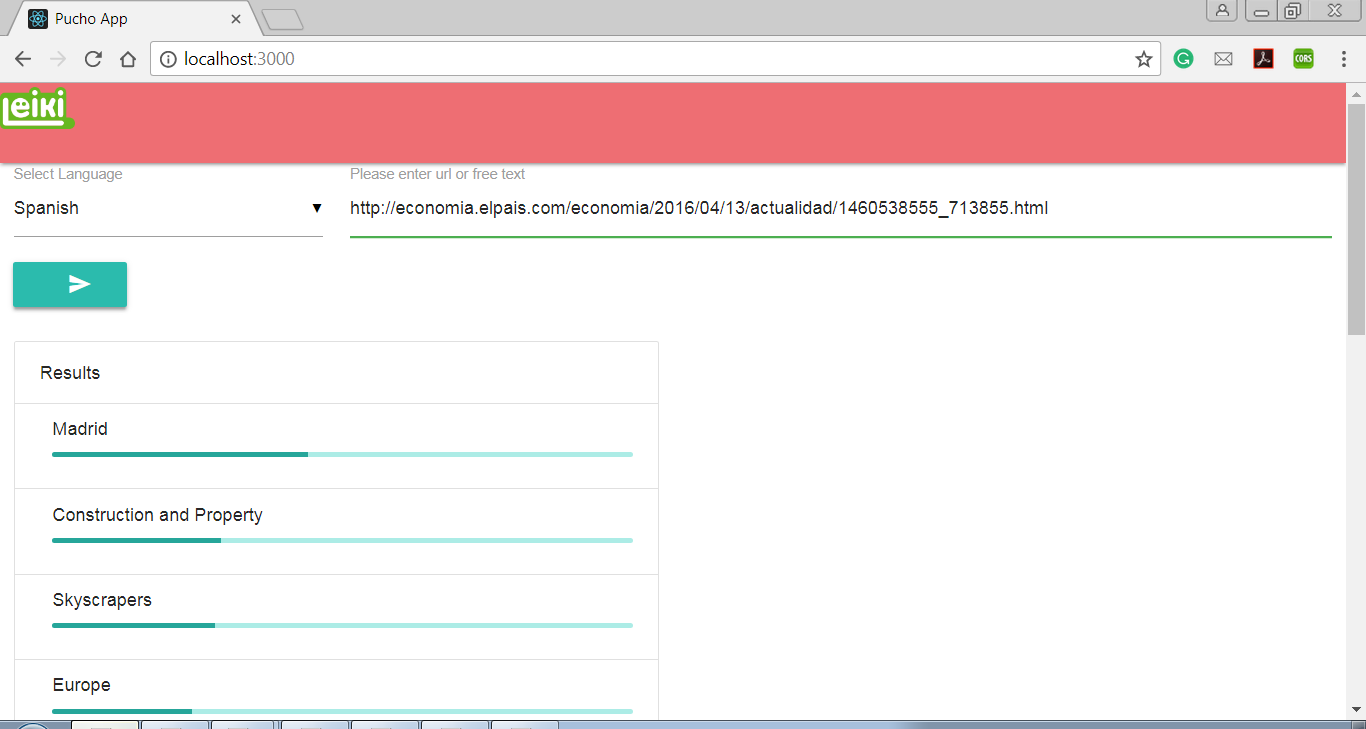 Pucho App
localhost:3000
CORS
leiki
Select Language
Please enter url or free text
Spanish
http://economia.elpais.com/economia/2016/04/13/actualidad/1460538555_713855.html
Results
Madrid
Construction and Property
Skyscrapers
Europe